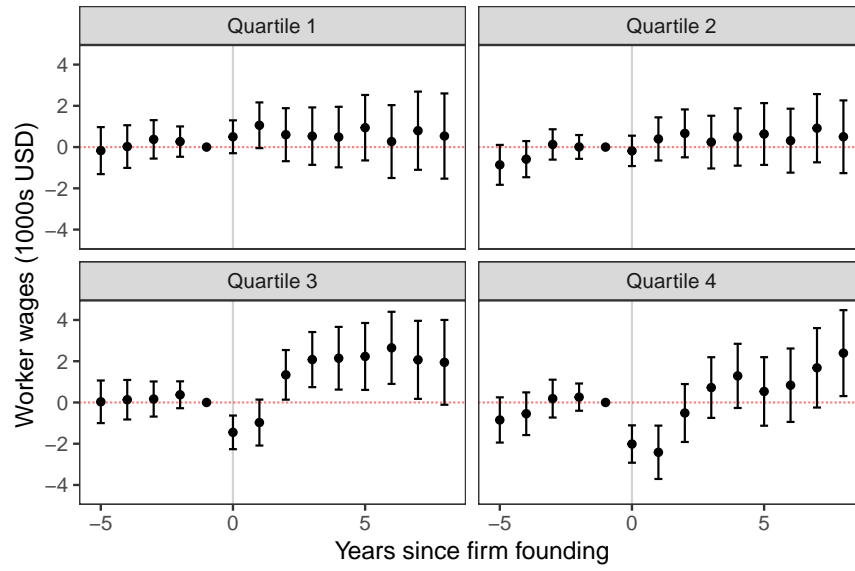 Quartile 1
Quartile 2
4
2
0
−2
−4
Quartile 3
Quartile 4
4
2
0
−2
−4
−5
0
5
−5
0
5
Worker wages (1000s USD)
Years since firm founding